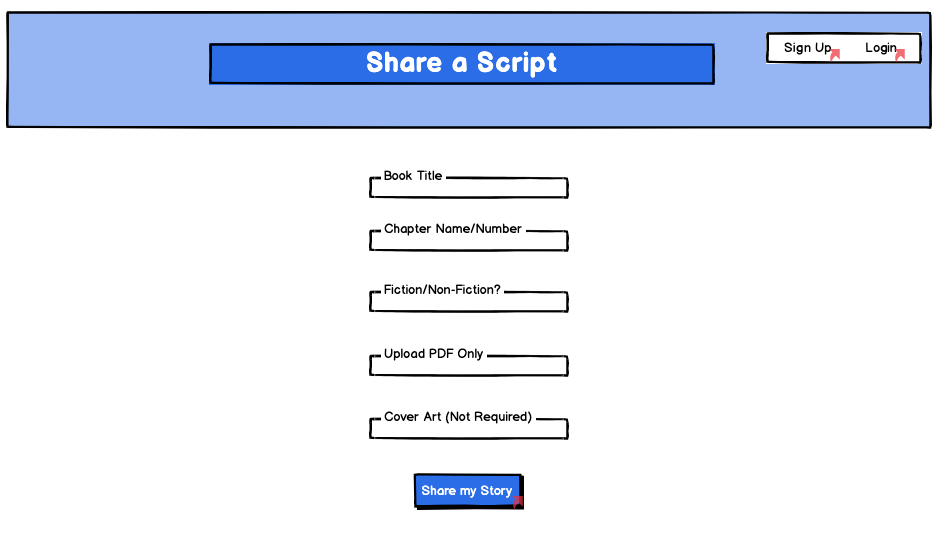 Share a Script
Sign Up
Login
Book Title
Chapter Name/Number
Fiction/Non-Fiction?
Upload PDF Only
Cover Art (Not Required)
Share my Story